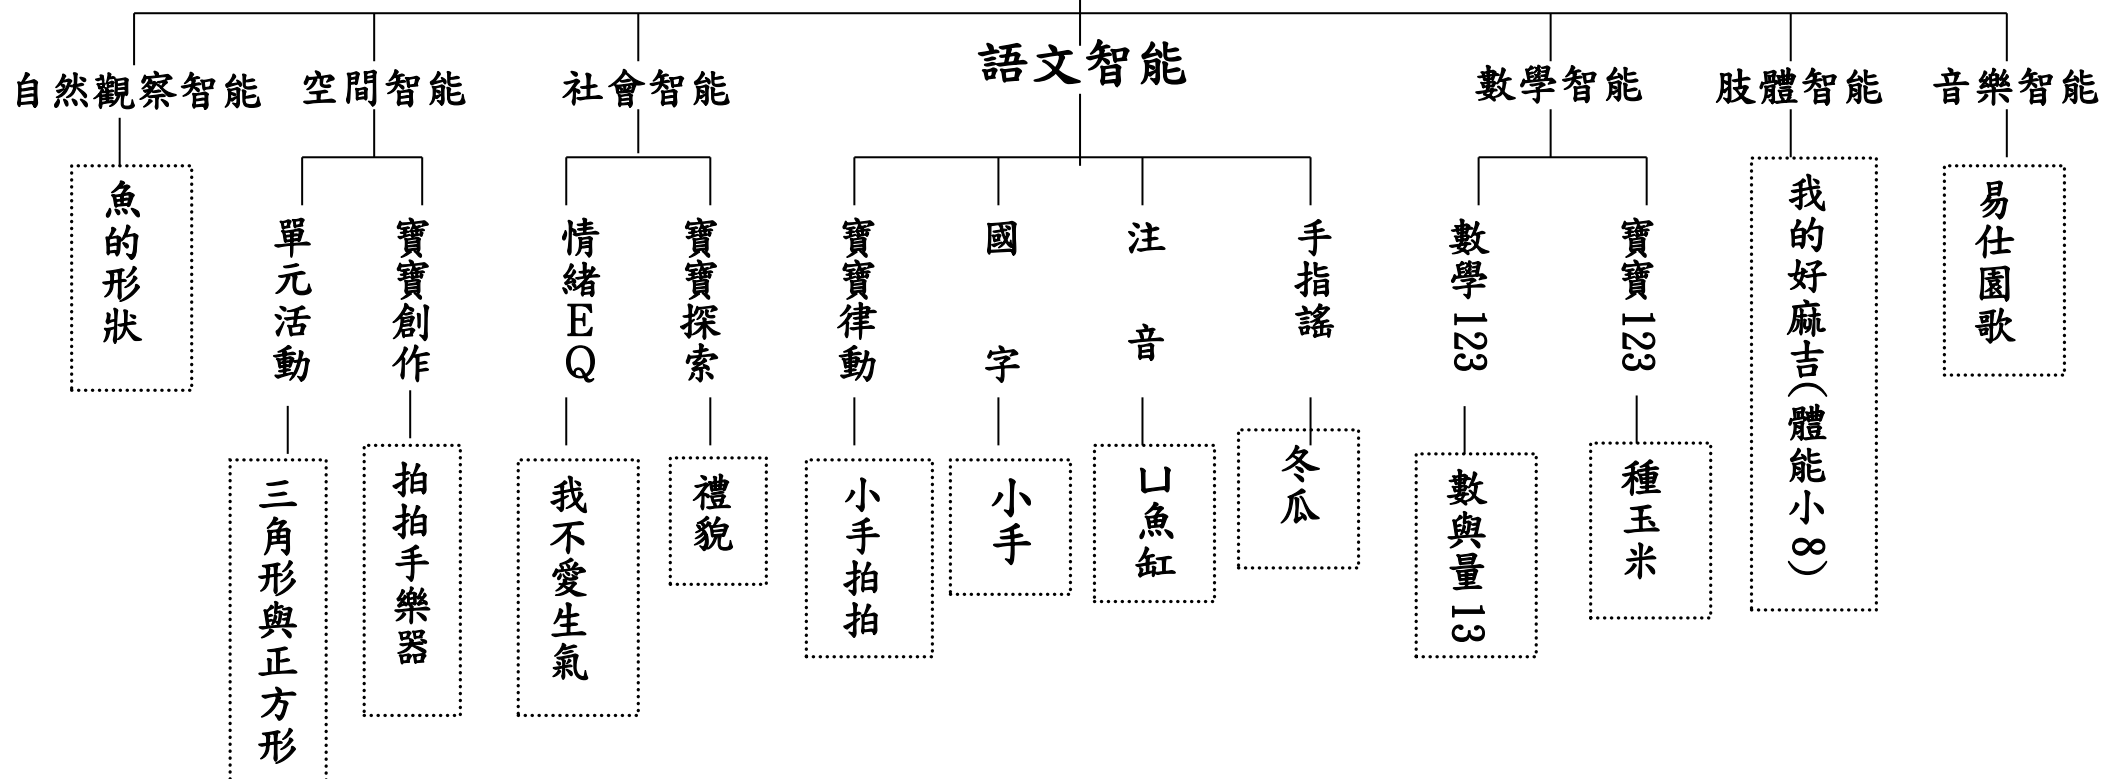 自然觀察智能
空間智能
社會智能
語文智能
數學智能
肢體智能
音樂智能
魚的形狀
單元活動
寶寶創作
情緒EQ
寶寶探索
寶寶律動
國字
注音
手指謠
數學123
寶寶123
我的好麻吉(體能小8)
易仕園歌
三角形與正方形
拍拍手樂器
我不愛生氣
禮貌
小手拍拍
小手
ㄩ魚缸
冬瓜
數與量13
種玉米